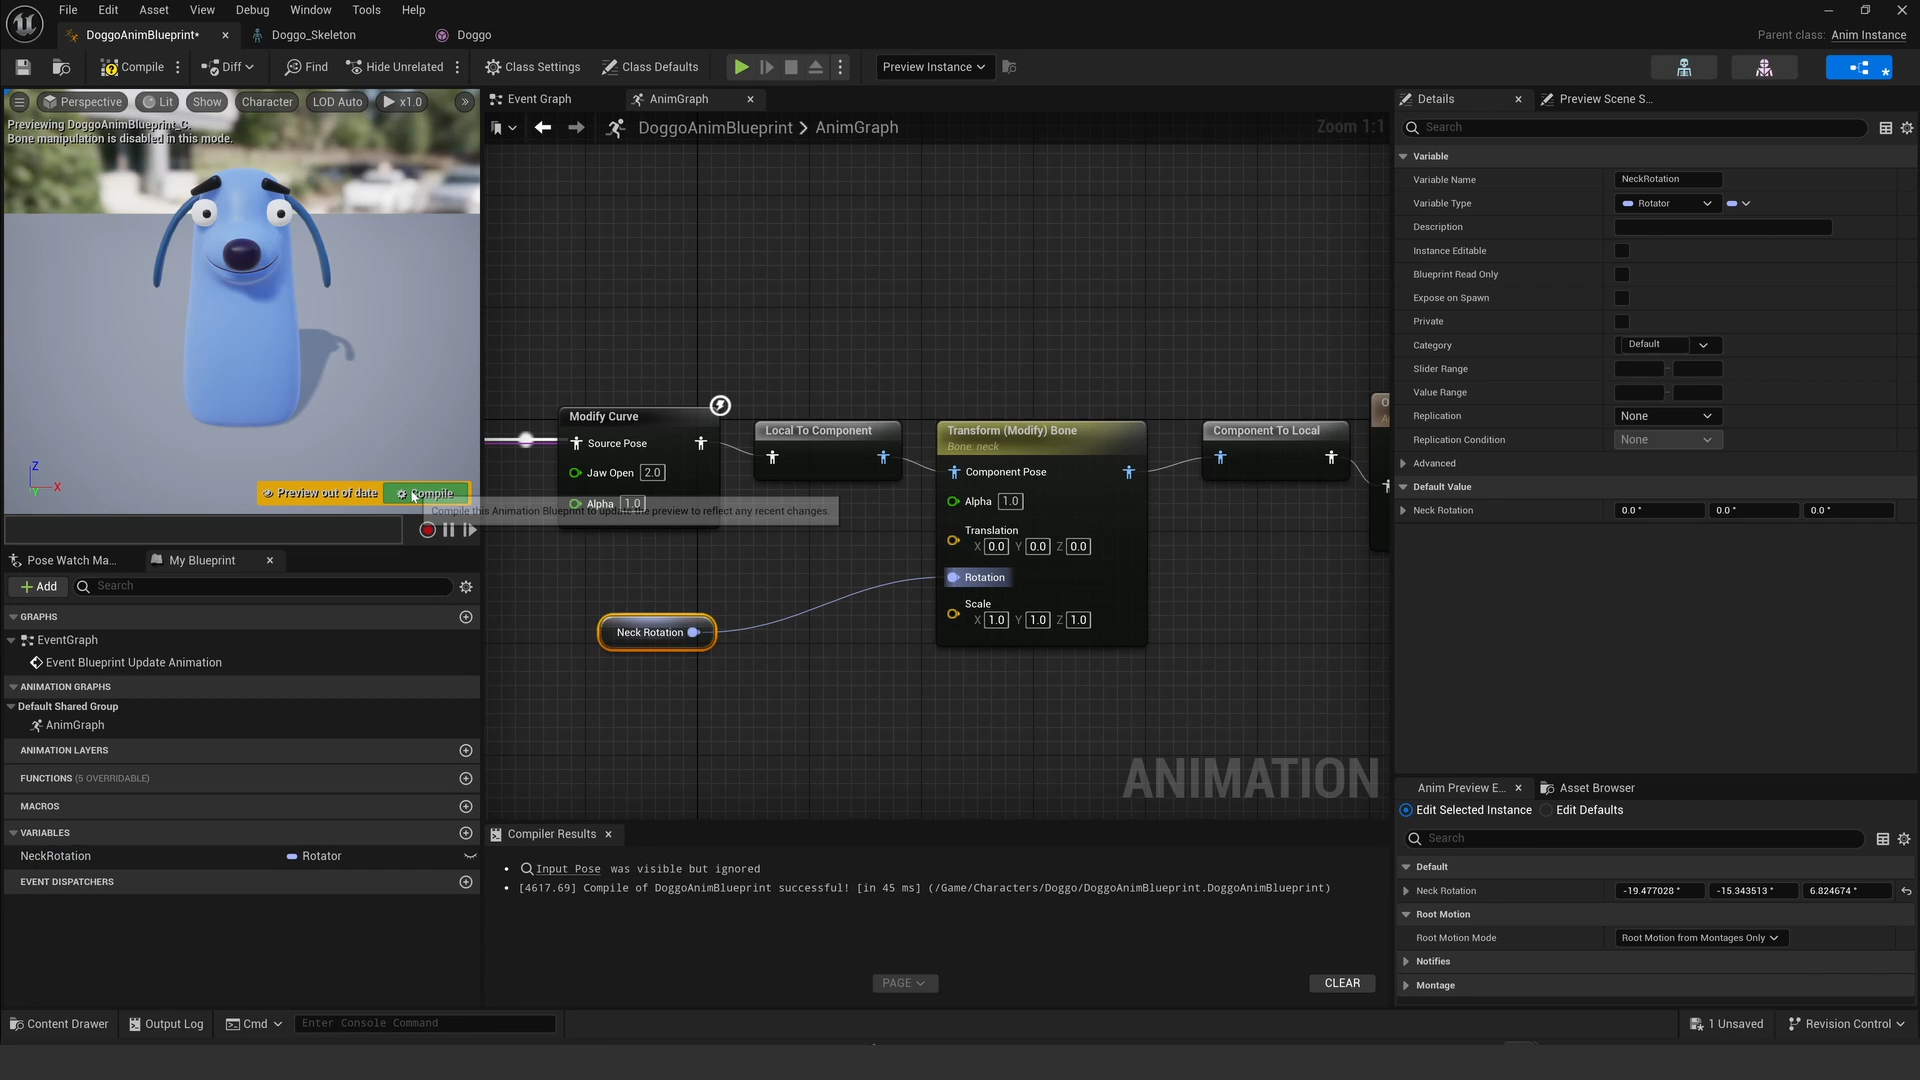 File Edit View Asset Debug Window Tools Help
DoggoAnimBlueprint* Doggo_Skeleton Doggo Parent class: Anim Instance
Compile Diff Find Hide Unrelated Class Settings Class Defaults Preview Instance
Perspective Lit Show Character LOD Auto x1.0
Previewing DoggoAnimBlueprint_C.
Bone manipulation is disabled in this mode.
Z
X
Y
Preview out of date Compile
Compile this Animation Blueprint to update the preview to reflect any recent changes.
Pose Watch Ma... My Blueprint
Add Search
GRAPHS
EventGraph
Event Blueprint Update Animation
ANIMATION GRAPHS
Default Shared Group
AnimGraph
ANIMATION LAYERS
FUNCTIONS (5 OVERRIDABLE)
MACROS
VARIABLES
NeckRotation Rotator
EVENT DISPATCHERS
Event Graph AnimGraph
DoggoAnimBlueprint > AnimGraph Zoom 1:1
Modify Curve
Source Pose
Jaw Open 2.0
Alpha 1.0
Local To Component
Transform (Modify) Bone
Bone: neck
Component Pose
Alpha 1.0
Translation
X 0.0 Y 0.0 Z 0.0
Rotation
Scale
X 1.0 Y 1.0 Z 1.0
Component To Local
Neck Rotation
ANIMATION
Compiler Results
Input Pose was visible but ignored
[4617.69] Compile of DoggoAnimBlueprint successful! [in 45 ms] (/Game/Characters/Doggo/DoggoAnimBlueprint.DoggoAnimBlueprint)
PAGE CLEAR
Details Preview Scene S...
Search
Variable
Variable Name NeckRotation
Variable Type Rotator
Description
Instance Editable
Blueprint Read Only
Expose on Spawn
Private
Category Default
Slider Range
Value Range
Replication None
Replication Condition None
Advanced
Default Value
Neck Rotation 0.0 ° 0.0 ° 0.0 °
Anim Preview E... Asset Browser
Edit Selected Instance Edit Defaults
Search
Default
Neck Rotation -19.477028 ° -15.343513 ° 6.824674 °
Root Motion
Root Motion Mode Root Motion from Montages Only
Notifies
Montage
Content Drawer Output Log Cmd Enter Console Command 1 Unsaved Revision Control